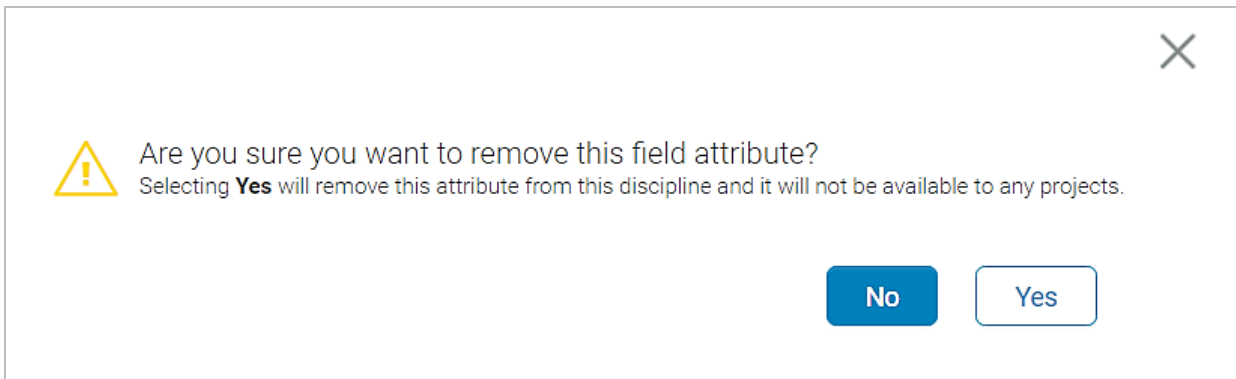 Are you sure you want to remove this field attribute?
Selecting Yes will remove this attribute from this discipline and it will not be available to any projects.
No
Yes